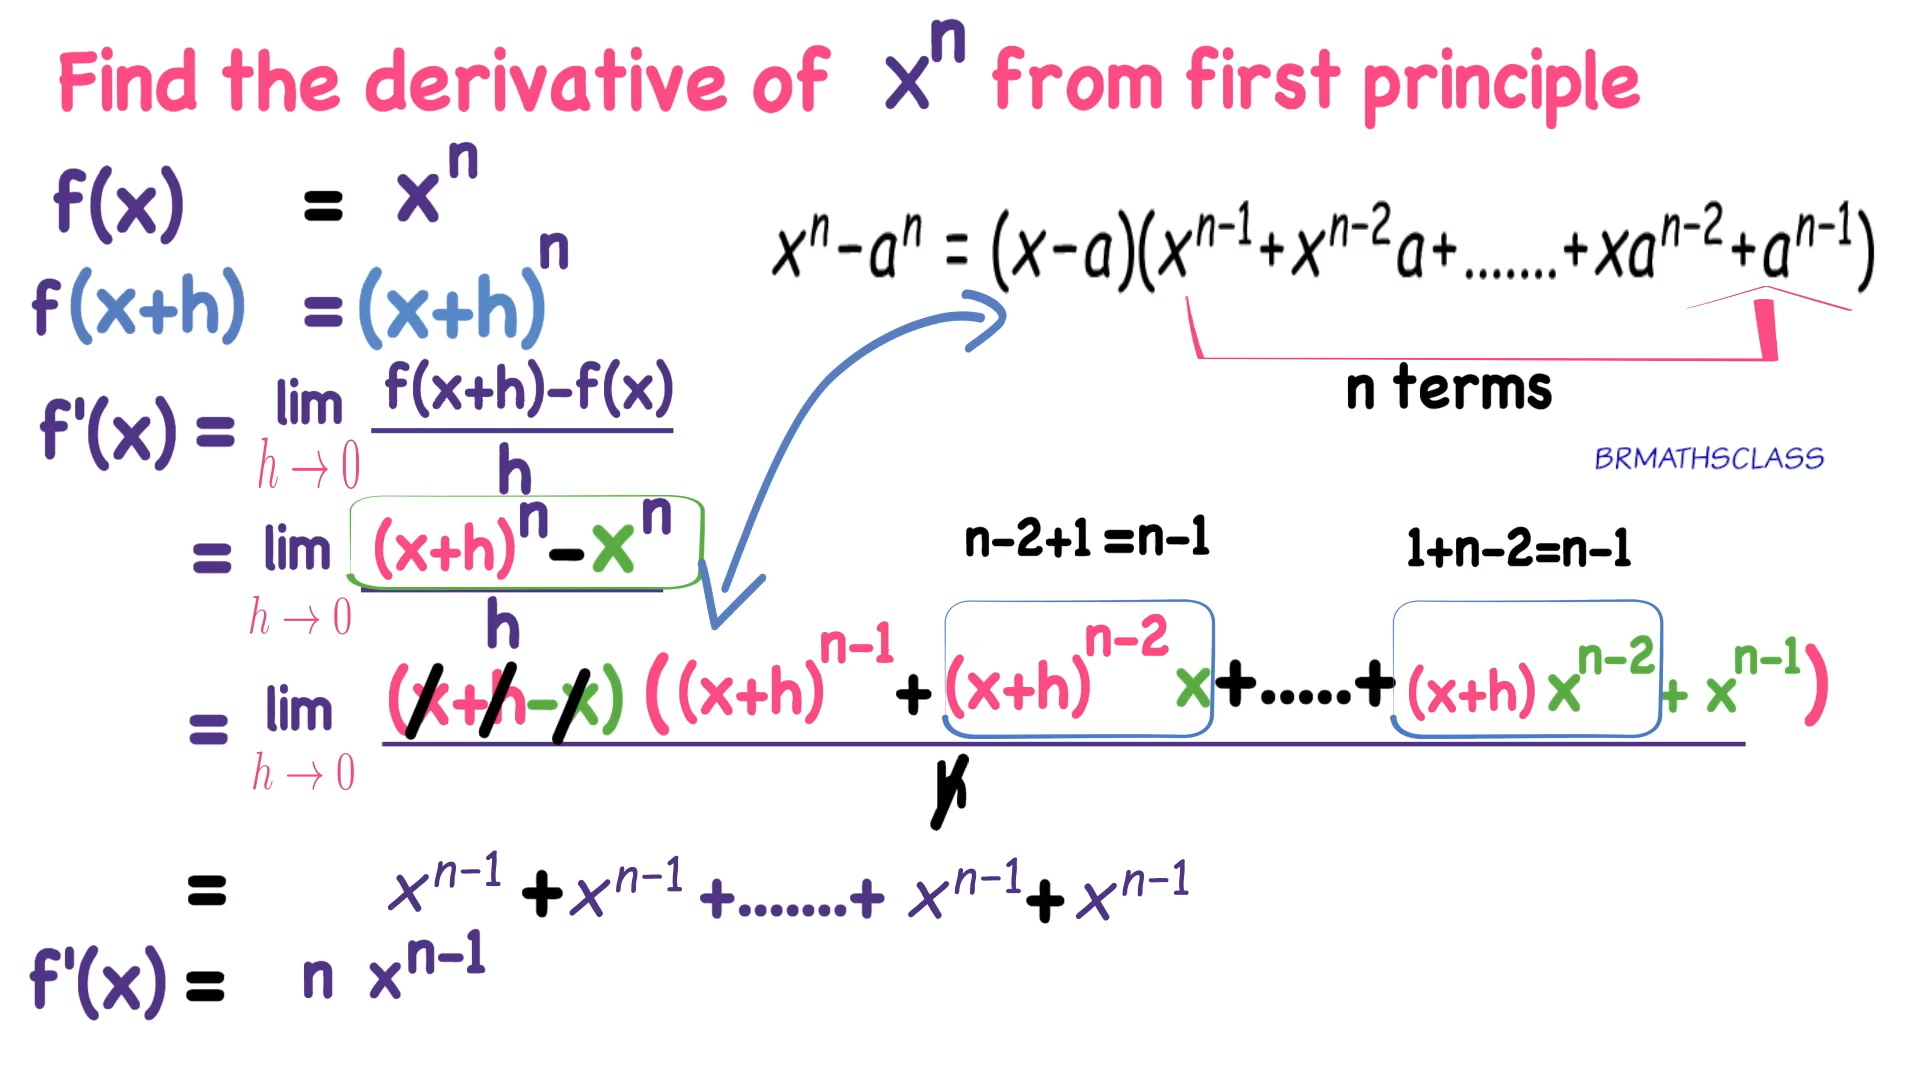 Find the derivative of xⁿ from first principle
f(x) = xⁿ
xⁿ-aⁿ = (x-a)(xⁿ⁻¹+xⁿ⁻²a+.......+xaⁿ⁻²+aⁿ⁻¹)
f(x+h) = (x+h)ⁿ
n terms
f'(x) = lim h→0 f(x+h)-f(x) / h
BRMATHSCLASS
= lim h→0 (x+h)ⁿ-xⁿ / h
n-2+1 =n-1
1+n-2=n-1
= lim h→0 (x+h-x) ((x+h)ⁿ⁻¹ + (x+h)ⁿ⁻² x+.....+ (x+h) xⁿ⁻² + xⁿ⁻¹) / h
= xⁿ⁻¹ + xⁿ⁻¹ +.......+ xⁿ⁻¹ + xⁿ⁻¹
f'(x) = n xⁿ⁻¹